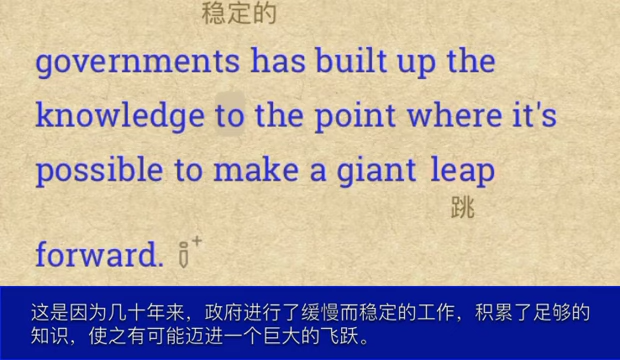 稳定的
governments has built up the
knowledge to the point where it's
possible to make a giant leap
跳
forward.
这是因为几十年来，政府进行了缓慢而稳定的工作，积累了足够的
知识，使之有可能迈进一个巨大的飞跃。